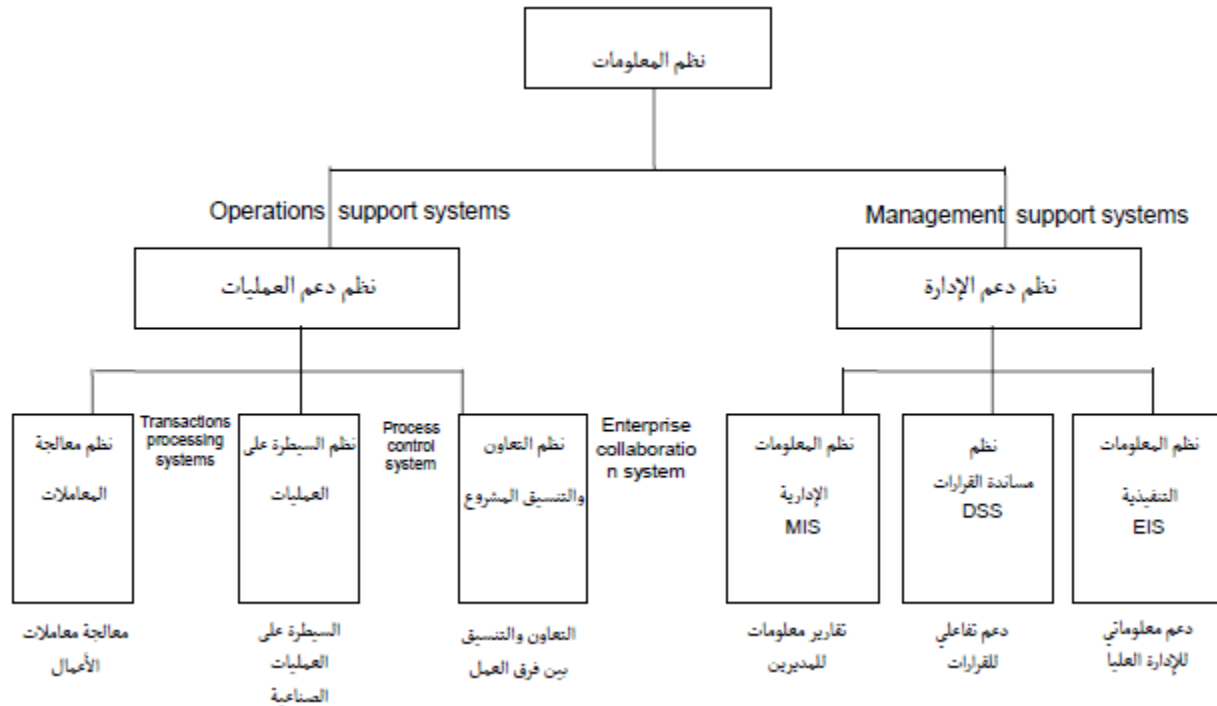 نظم المعلومات
Operations support systems
Management support systems
نظم دعم العمليات
نظم دعم الإدارة
نظم معالجة
المعاملات
Transactions
processing
systems
نظم السيطرة على
العمليات
Process
control
system
نظم التعاون
والتنسيق المشروع
Enterprise
collaboratio
n system
نظم المعلومات
الإدارية
MIS
نظم
مساندة القرارات
DSS
نظم المعلومات
التنفيذية
EIS
معالجة معاملات
الأعمال
السيطرة على
العمليات
الصناعية
التعاون والتنسيق
بين فرق العمل
تقارير معلومات
للمديرين
دعم تفاعلي
للقرارات
دعم معلوماتي
للإدارة العليا